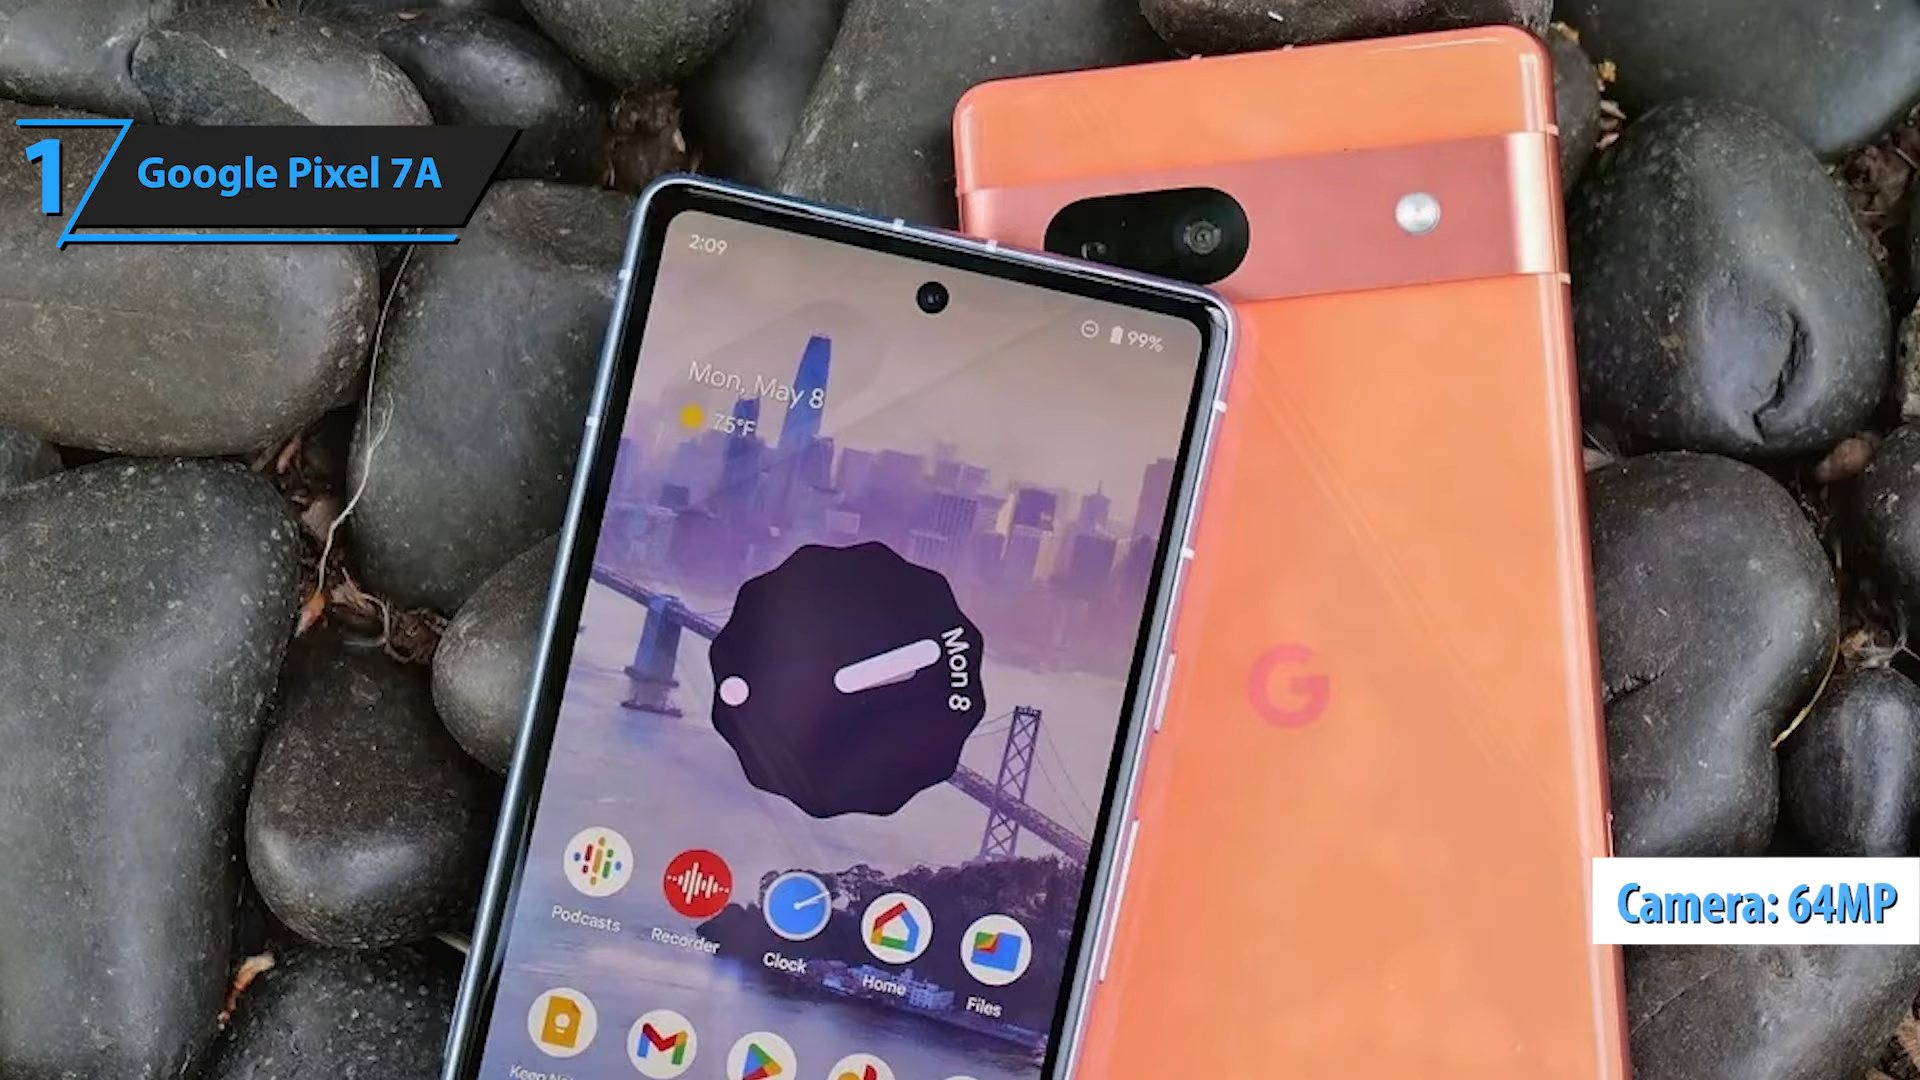 1
Google Pixel 7A
2:09
99%
Mon, May 8
75°F
Mon 8
G
Podcasts
Recorder
Clock
Home
Files
Keep
Camera: 64MP